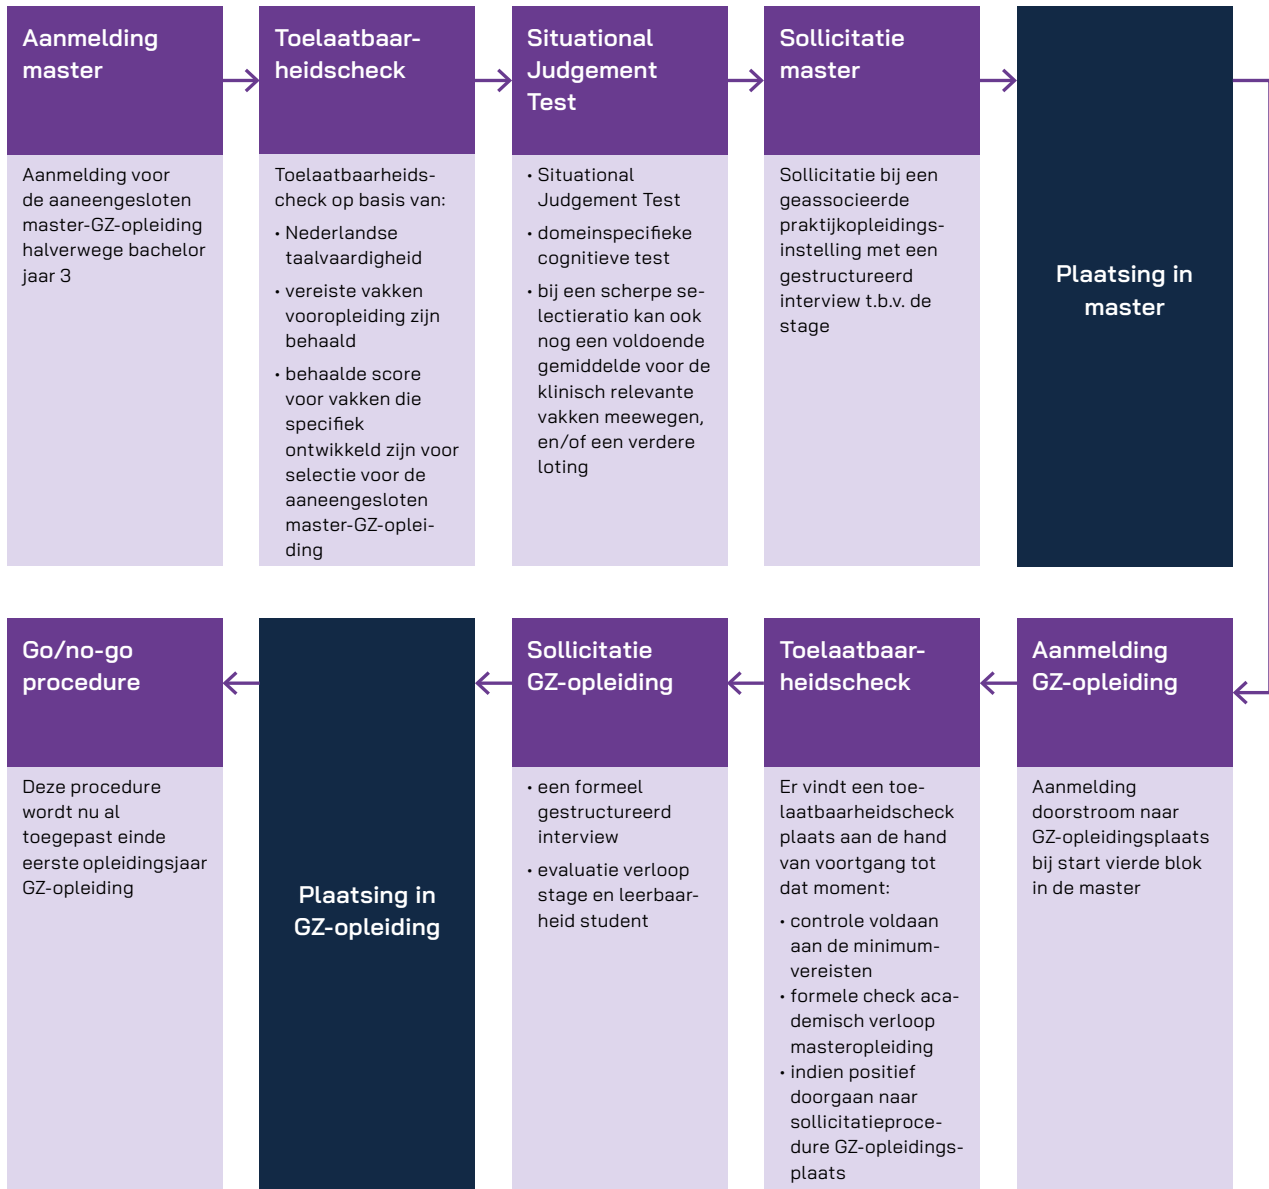 Aanmelding
master
Aanmelding voor
de aaneengesloten
master-GZ-opleiding
halverwege bachelor
jaar 3
Toelaatbaar-
heidscheck
Toelaatbaarheids-
check op basis van:
• Nederlandse
taalvaardigheid
• vereiste vakken
vooropleiding zijn
behaald
• behaalde score
voor vakken die
specifiek
ontwikkeld zijn voor
selectie voor de
aaneengesloten
master-GZ-oplei-
ding
Situational
Judgement
Test
• Situational
Judgement Test
• domeinspecifieke
cognitieve test
• bij een scherpe se-
lectieratio kan ook
nog een voldoende
gemiddelde voor de
klinisch relevante
vakken meewegen,
en/of een verdere
loting
Sollicitatie
master
Sollicitatie bij een
geassocieerde
praktijkopleidings-
instelling met een
gestructureerd
interview t.b.v. de
stage
Plaatsing in
master
Aanmelding
GZ-opleiding
Aanmelding
doorstroom naar
GZ-opleidingsplaats
bij start vierde blok
in de master
Toelaatbaar-
heidscheck
Er vindt een toe-
laatbaarheidscheck
plaats aan de hand
van voortgang tot
dat moment:
• controle voldaan
aan de minimum-
vereisten
• formele check aca-
demisch verloop
masteropleiding
• indien positief
doorgaan naar
sollicitatieproce-
dure GZ-opleidings-
plaats
Sollicitatie
GZ-opleiding
• een formeel
gestructureerd
interview
• evaluatie verloop
stage en leerbaar-
heid student
Plaatsing in
GZ-opleiding
Go/no-go
procedure
Deze procedure
wordt nu al
toegepast einde
eerste opleidingsjaar
GZ-opleiding